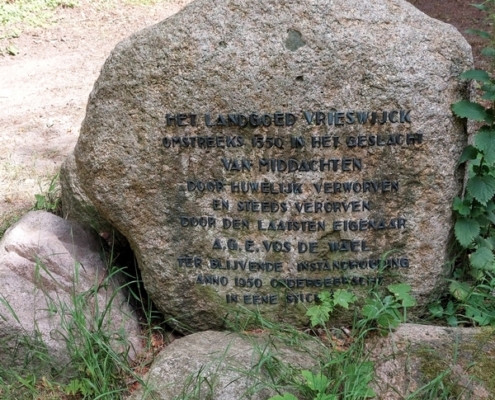 HET LANDGOED VRIESWIJCK
OMSTREEKS 1550 IN HET GESLACHT
VAN MIDDACHTEN
DOOR HUWELIJK VERWORVEN
EN STEEDS VERORVEN
DOOR DEN LAATSTEN EIGENAAR
A.G.E. VOS DE WAEL
TER BLIJVENDE INSTANDHOUDING
ANNO 1950 ONDERGEBRACHT
IN EENE STICHTING